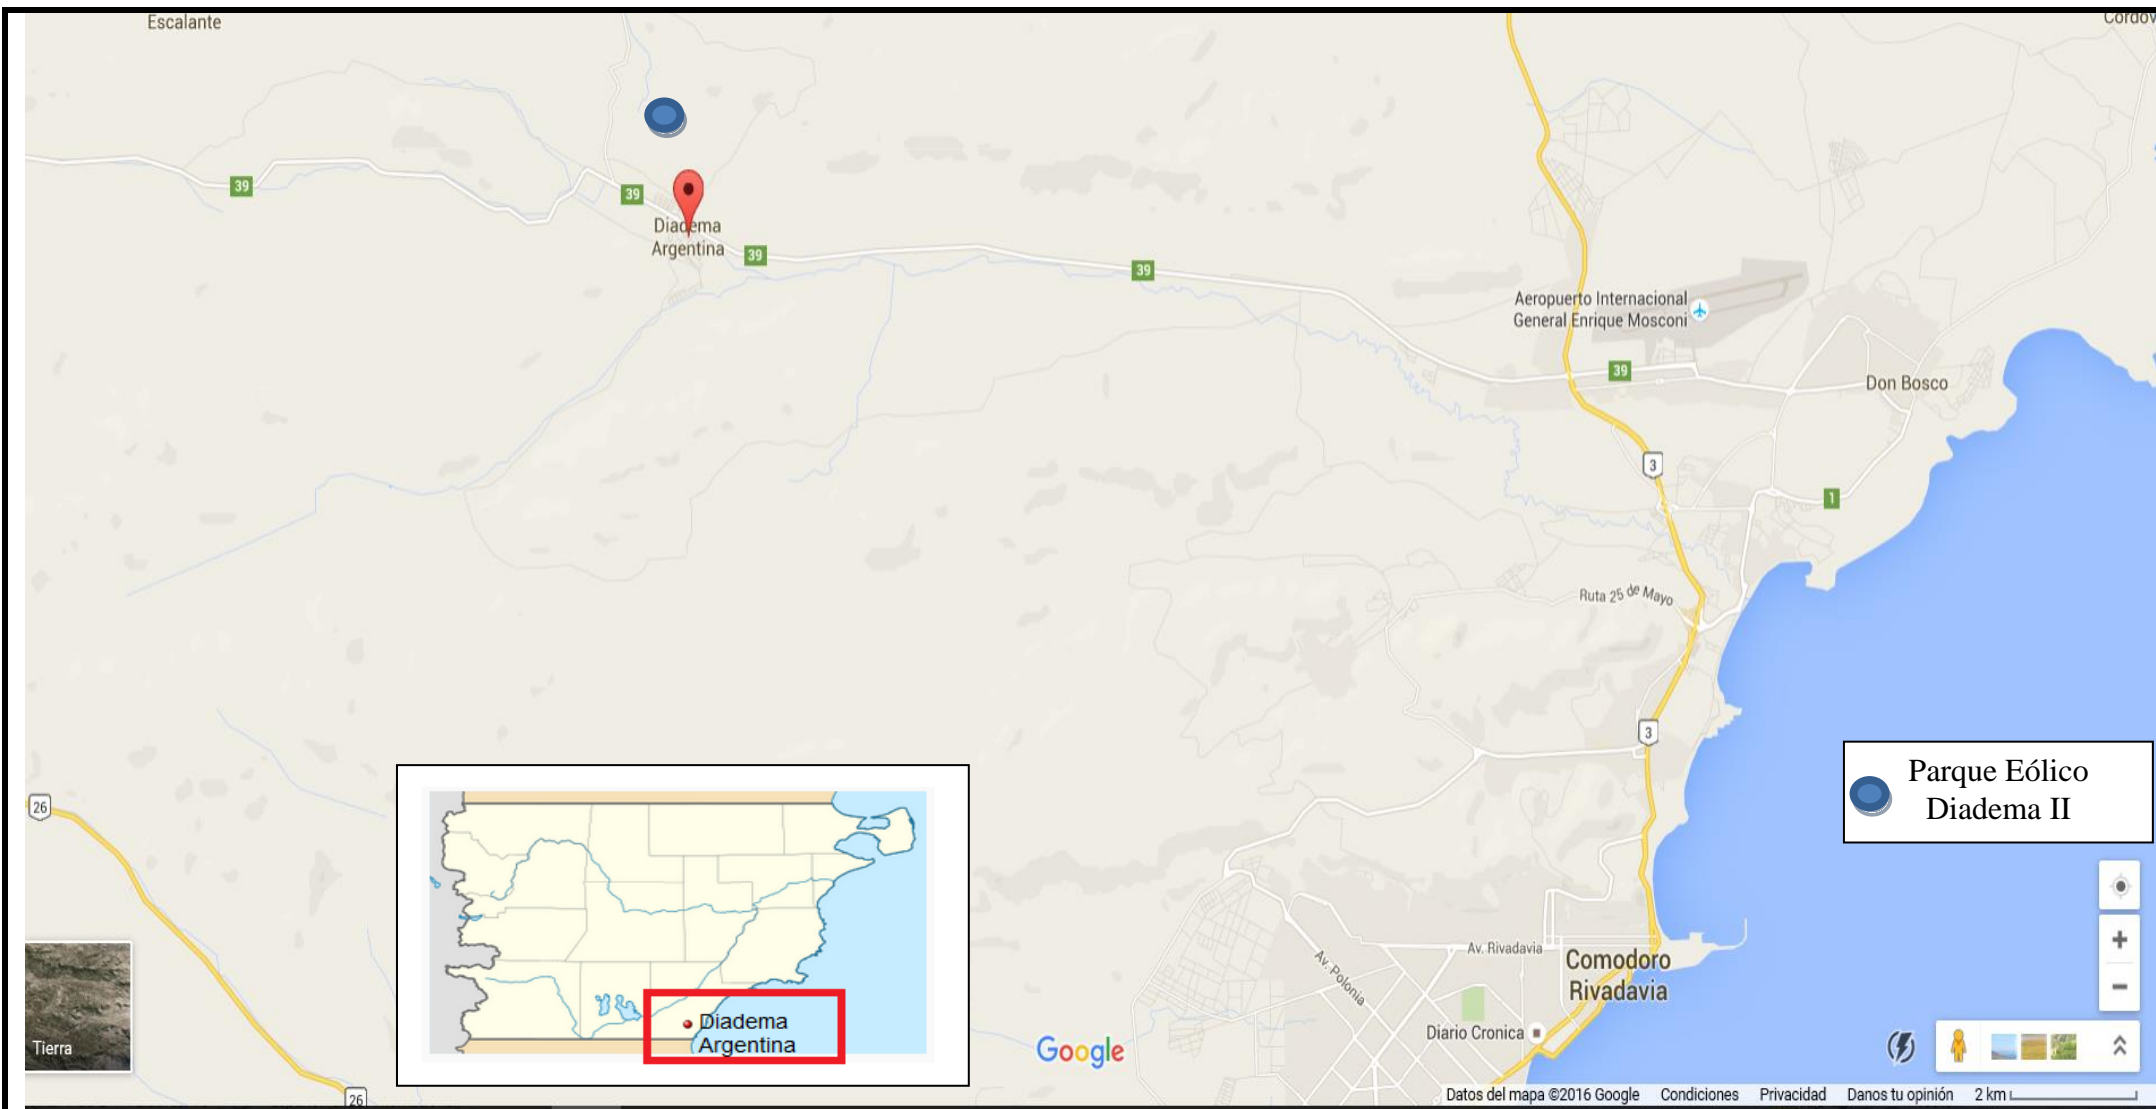 Escalante
39
39
Diadema
Argentina
39
39
Aeropuerto Internacional
General Enrique Mosconi
39
Don Bosco
3
1
Ruta 25 de Mayo
3
26
Parque Eólico
Diadema II
Diadema
Argentina
Av. Rivadavia
Av. Polonia
Comodoro
Rivadavia
Diario Cronica
Tierra
Google
26
Datos del mapa ©2016 Google Condiciones Privacidad Danos tu opinión 2 km